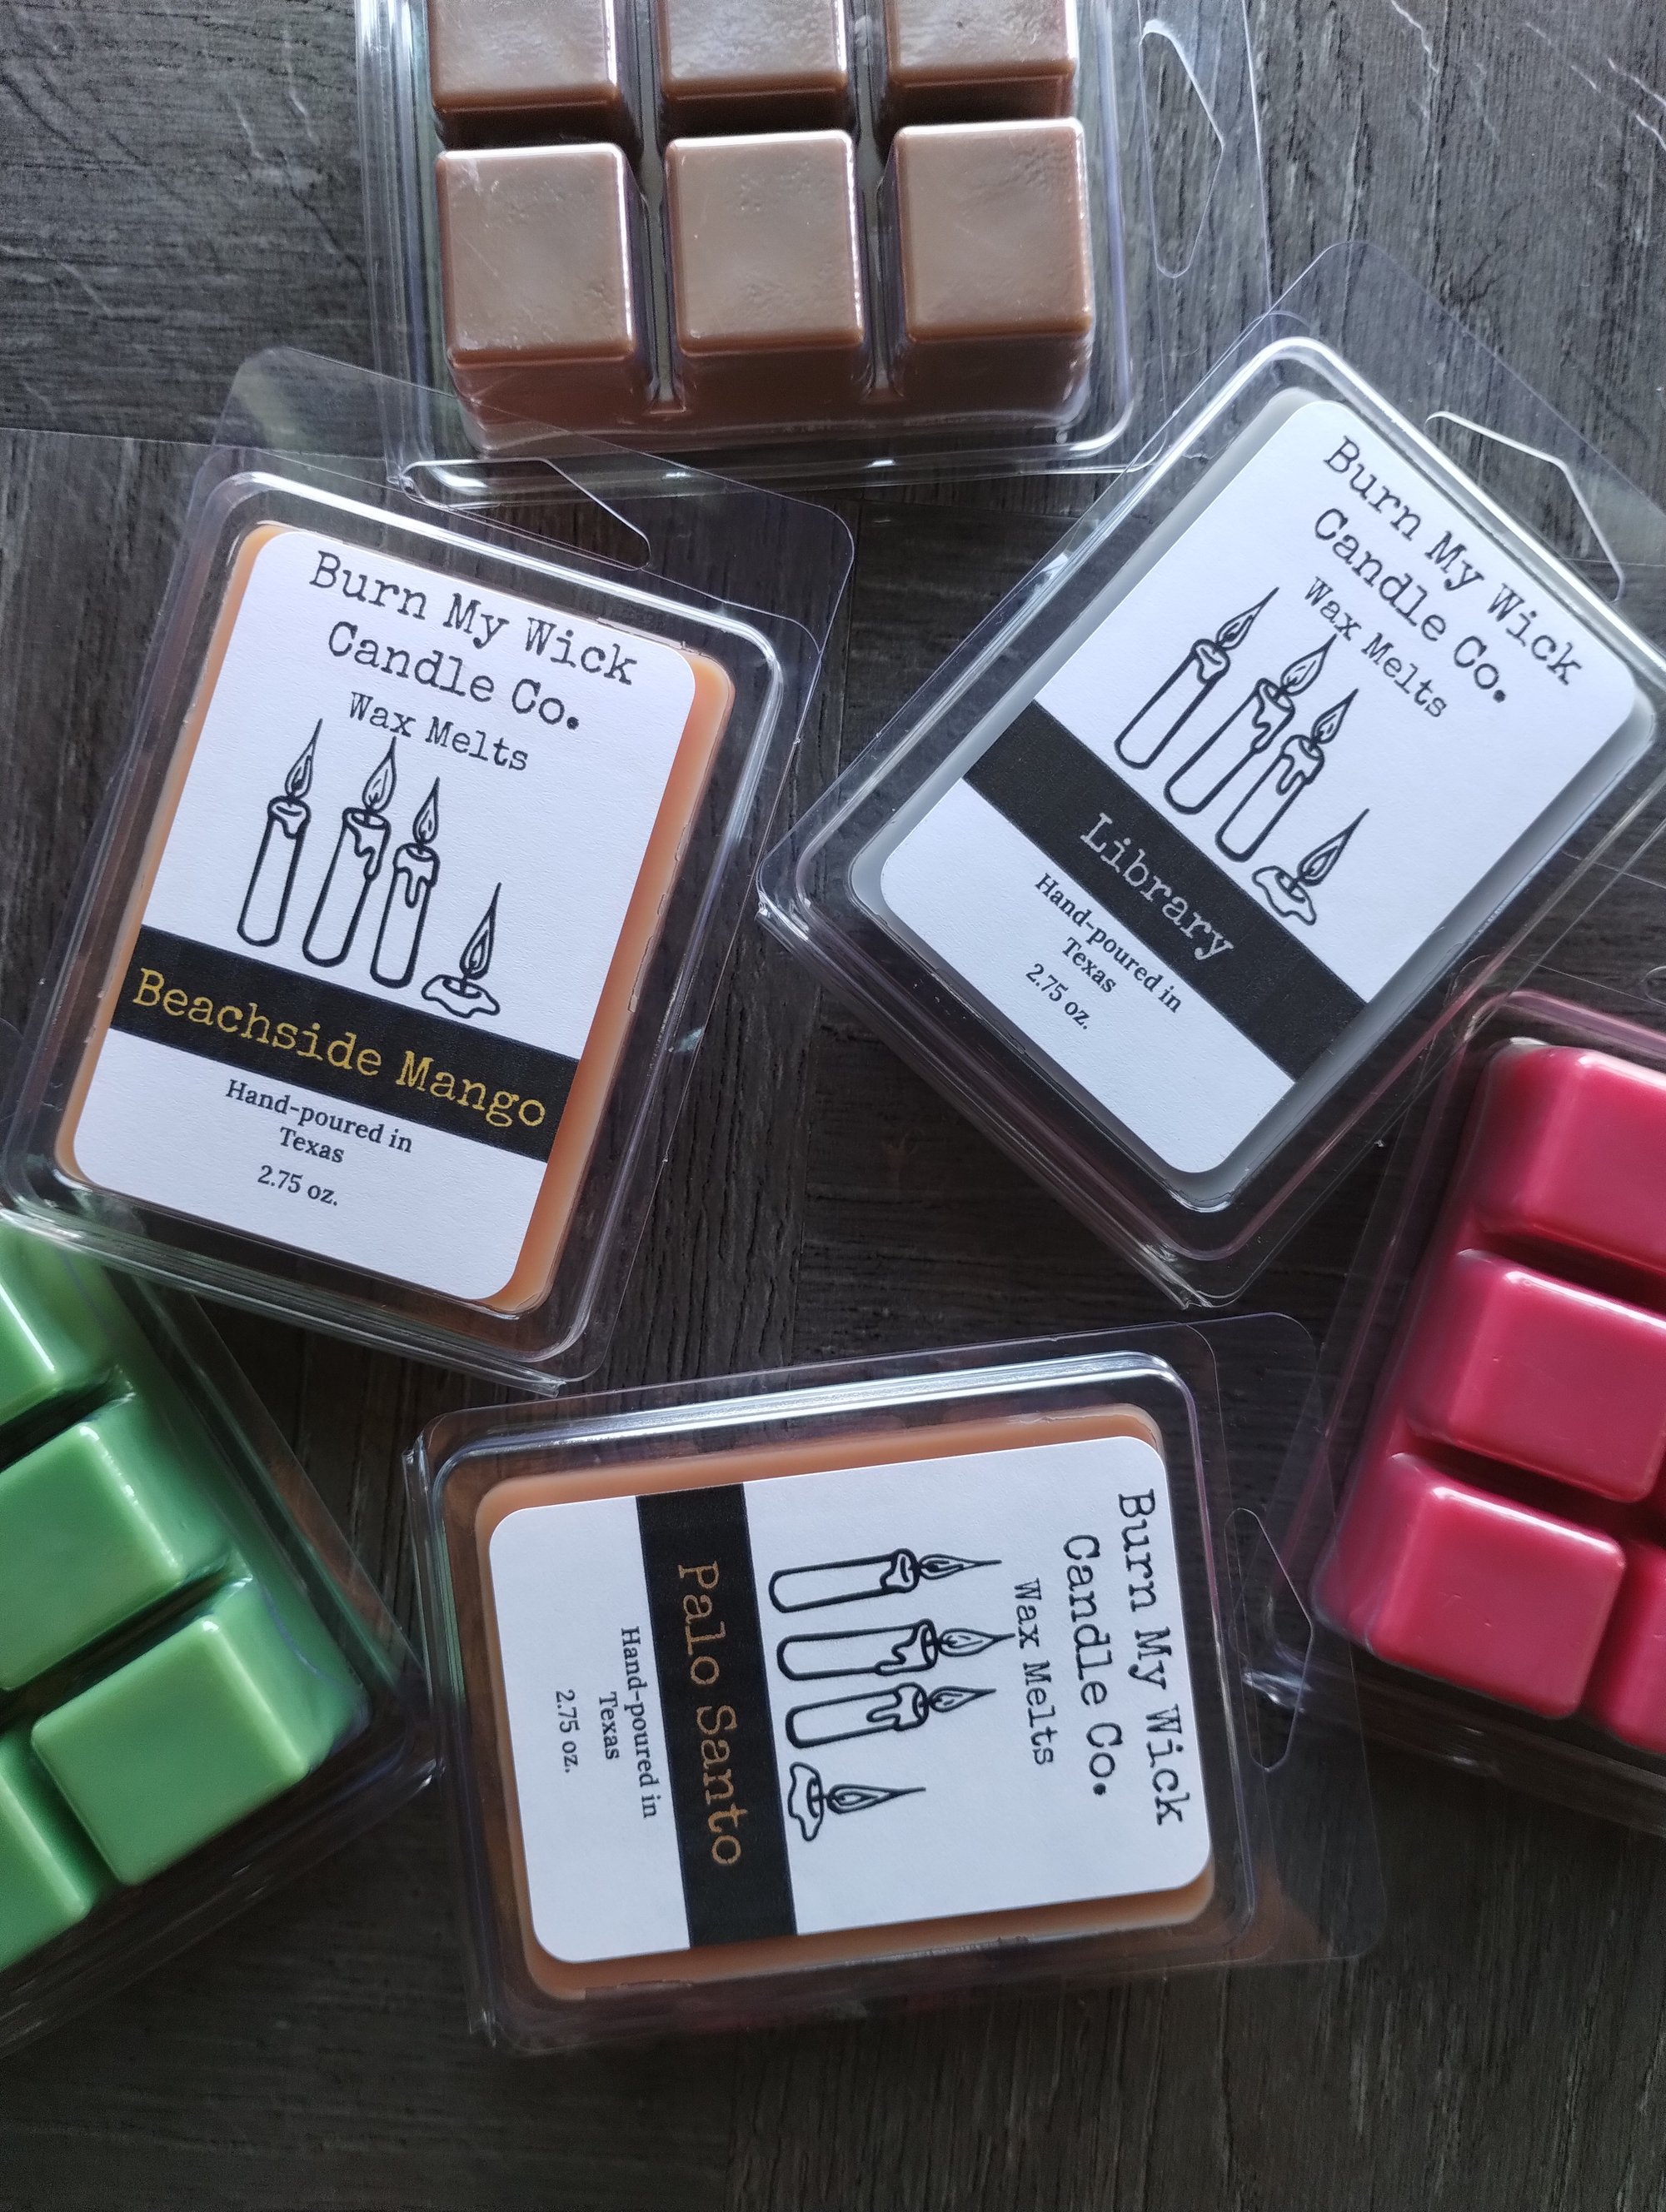 Burn My Wick
Candle Co.
Wax Melts
Beachside Mango
Hand-poured in
Texas
2.75 oz.
Burn My Wick
Candle Co.
Wax Melts
Library
Hand-poured in
Texas
2.75 oz.
Burn My Wick
Candle Co.
Wax Melts
Palo Santo
Hand-poured in
Texas
2.75 oz.